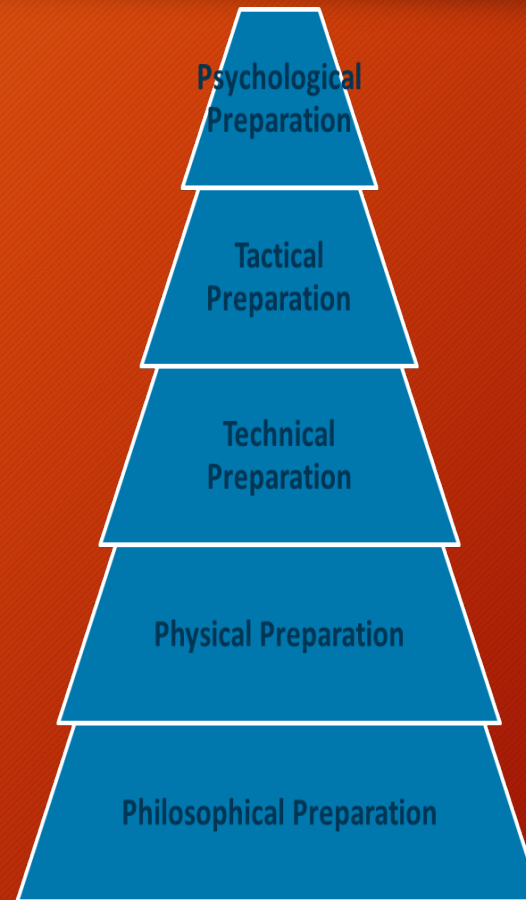 Psychological
Preparation
Tactical
Preparation
Technical
Preparation
Physical Preparation
Philosophical Preparation